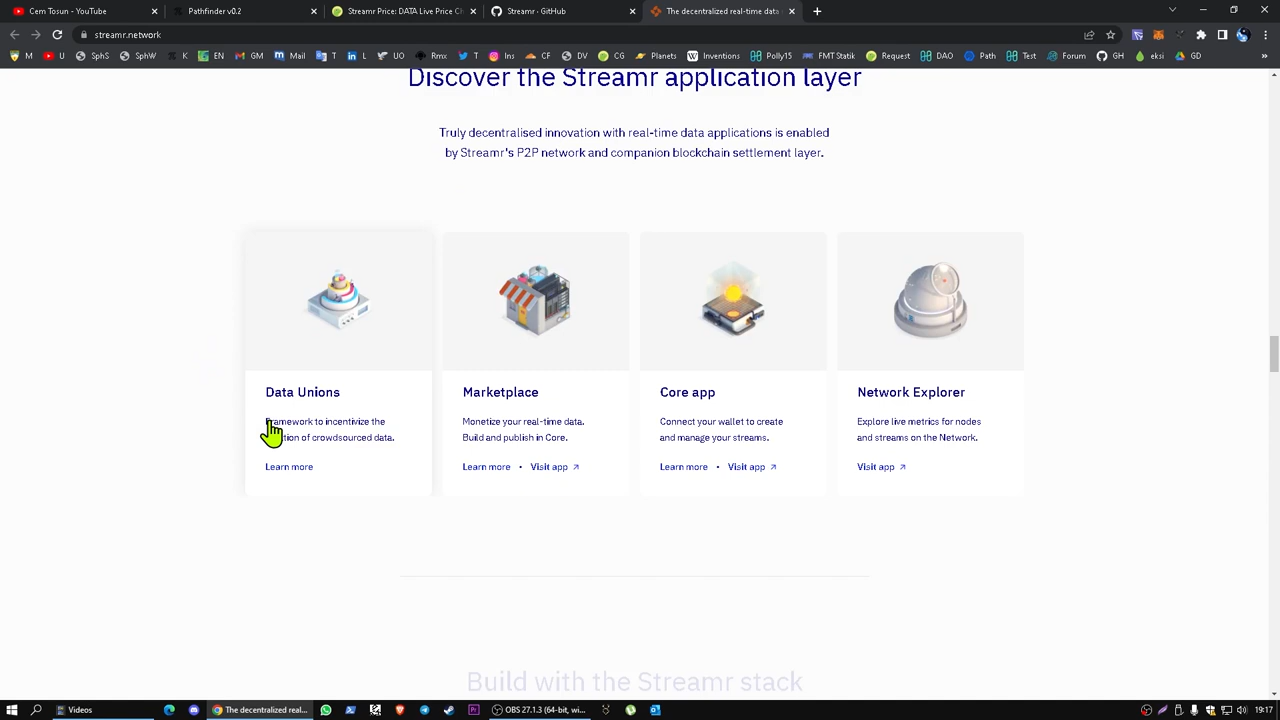 Cem Tosun - YouTube
Pathfinder v0.2
Streamr Price: DATA Live Price C
Streamr · GitHub
The decentralized real-time data
streamr.network
M
U
SphS
SphW
K
EN
GM
Mail
T
L
UO
Rmx
T
Ins
CF
DV
CG
Planets
Inventions
Polly15
FMT Statik
Request
DAO
Path
Test
Forum
GH
eksi
GD
Discover the Streamr application layer
Truly decentralised innovation with real-time data applications is enabled
by Streamr's P2P network and companion blockchain settlement layer.
Data Unions
Framework to incentivize the
of crowdsourced data.
Learn more
Marketplace
Monetize your real-time data.
Build and publish in Core.
Learn more • Visit app ↗
Core app
Connect your wallet to create
and manage your streams.
Learn more • Visit app ↗
Network Explorer
Explore live metrics for nodes
and streams on the Network.
Visit app ↗
Build with the Streamr stack
Videos
The decentralized real...
OBS 27.1.3 (64-bit, wi...
19:17